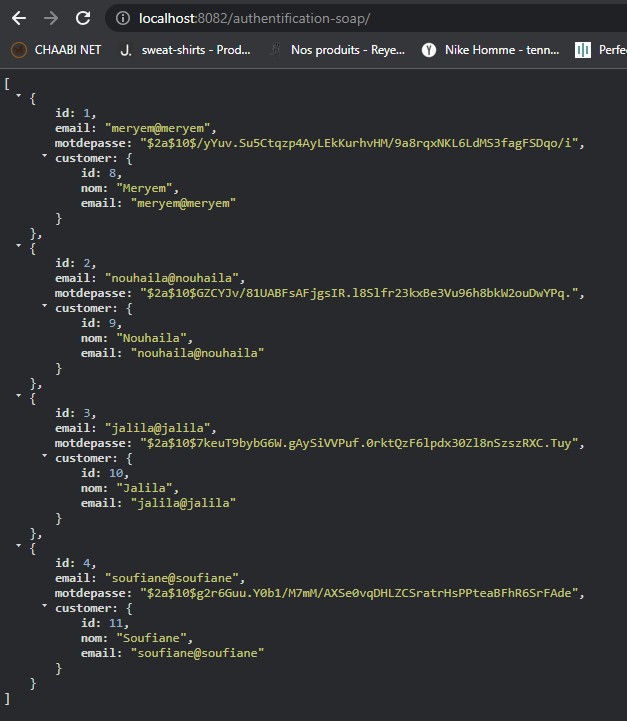 localhost:8082/authentification-soap/
CHAABI NET J. sweat-shirts - Prod... Nos produits - Reye... Y Nike Homme - tenn... Perfe
[
{
id: 1,
email: "meryem@meryem",
motdepasse: "$2a$10$/yYuv.Su5Ctqzp4AyLEkKurhvHM/9a8rqxNKL6LdMS3fagFSDqo/i",
customer: {
id: 8,
nom: "Meryem",
email: "meryem@meryem"
}
},
{
id: 2,
email: "nouhaila@nouhaila",
motdepasse: "$2a$10$GZCYJv/81UABFsAFjgsIR.l8Slfr23kxBe3Vu96h8bkW2ouDwYPq.",
customer: {
id: 9,
nom: "Nouhaila",
email: "nouhaila@nouhaila"
}
},
{
id: 3,
email: "jalila@jalila",
motdepasse: "$2a$10$7keuT9bybG6W.gAySiVVPuf.0rktQzF6lpdx30Zl8nSzszRXC.Tuy",
customer: {
id: 10,
nom: "Jalila",
email: "jalila@jalila"
}
},
{
id: 4,
email: "soufiane@soufiane",
motdepasse: "$2a$10$g2r6Guu.Y0b1/M7mM/AXSe0vqDHLZCSratrHsPPteaBFhR6SrFAde",
customer: {
id: 11,
nom: "Soufiane",
email: "soufiane@soufiane"
}
}
]